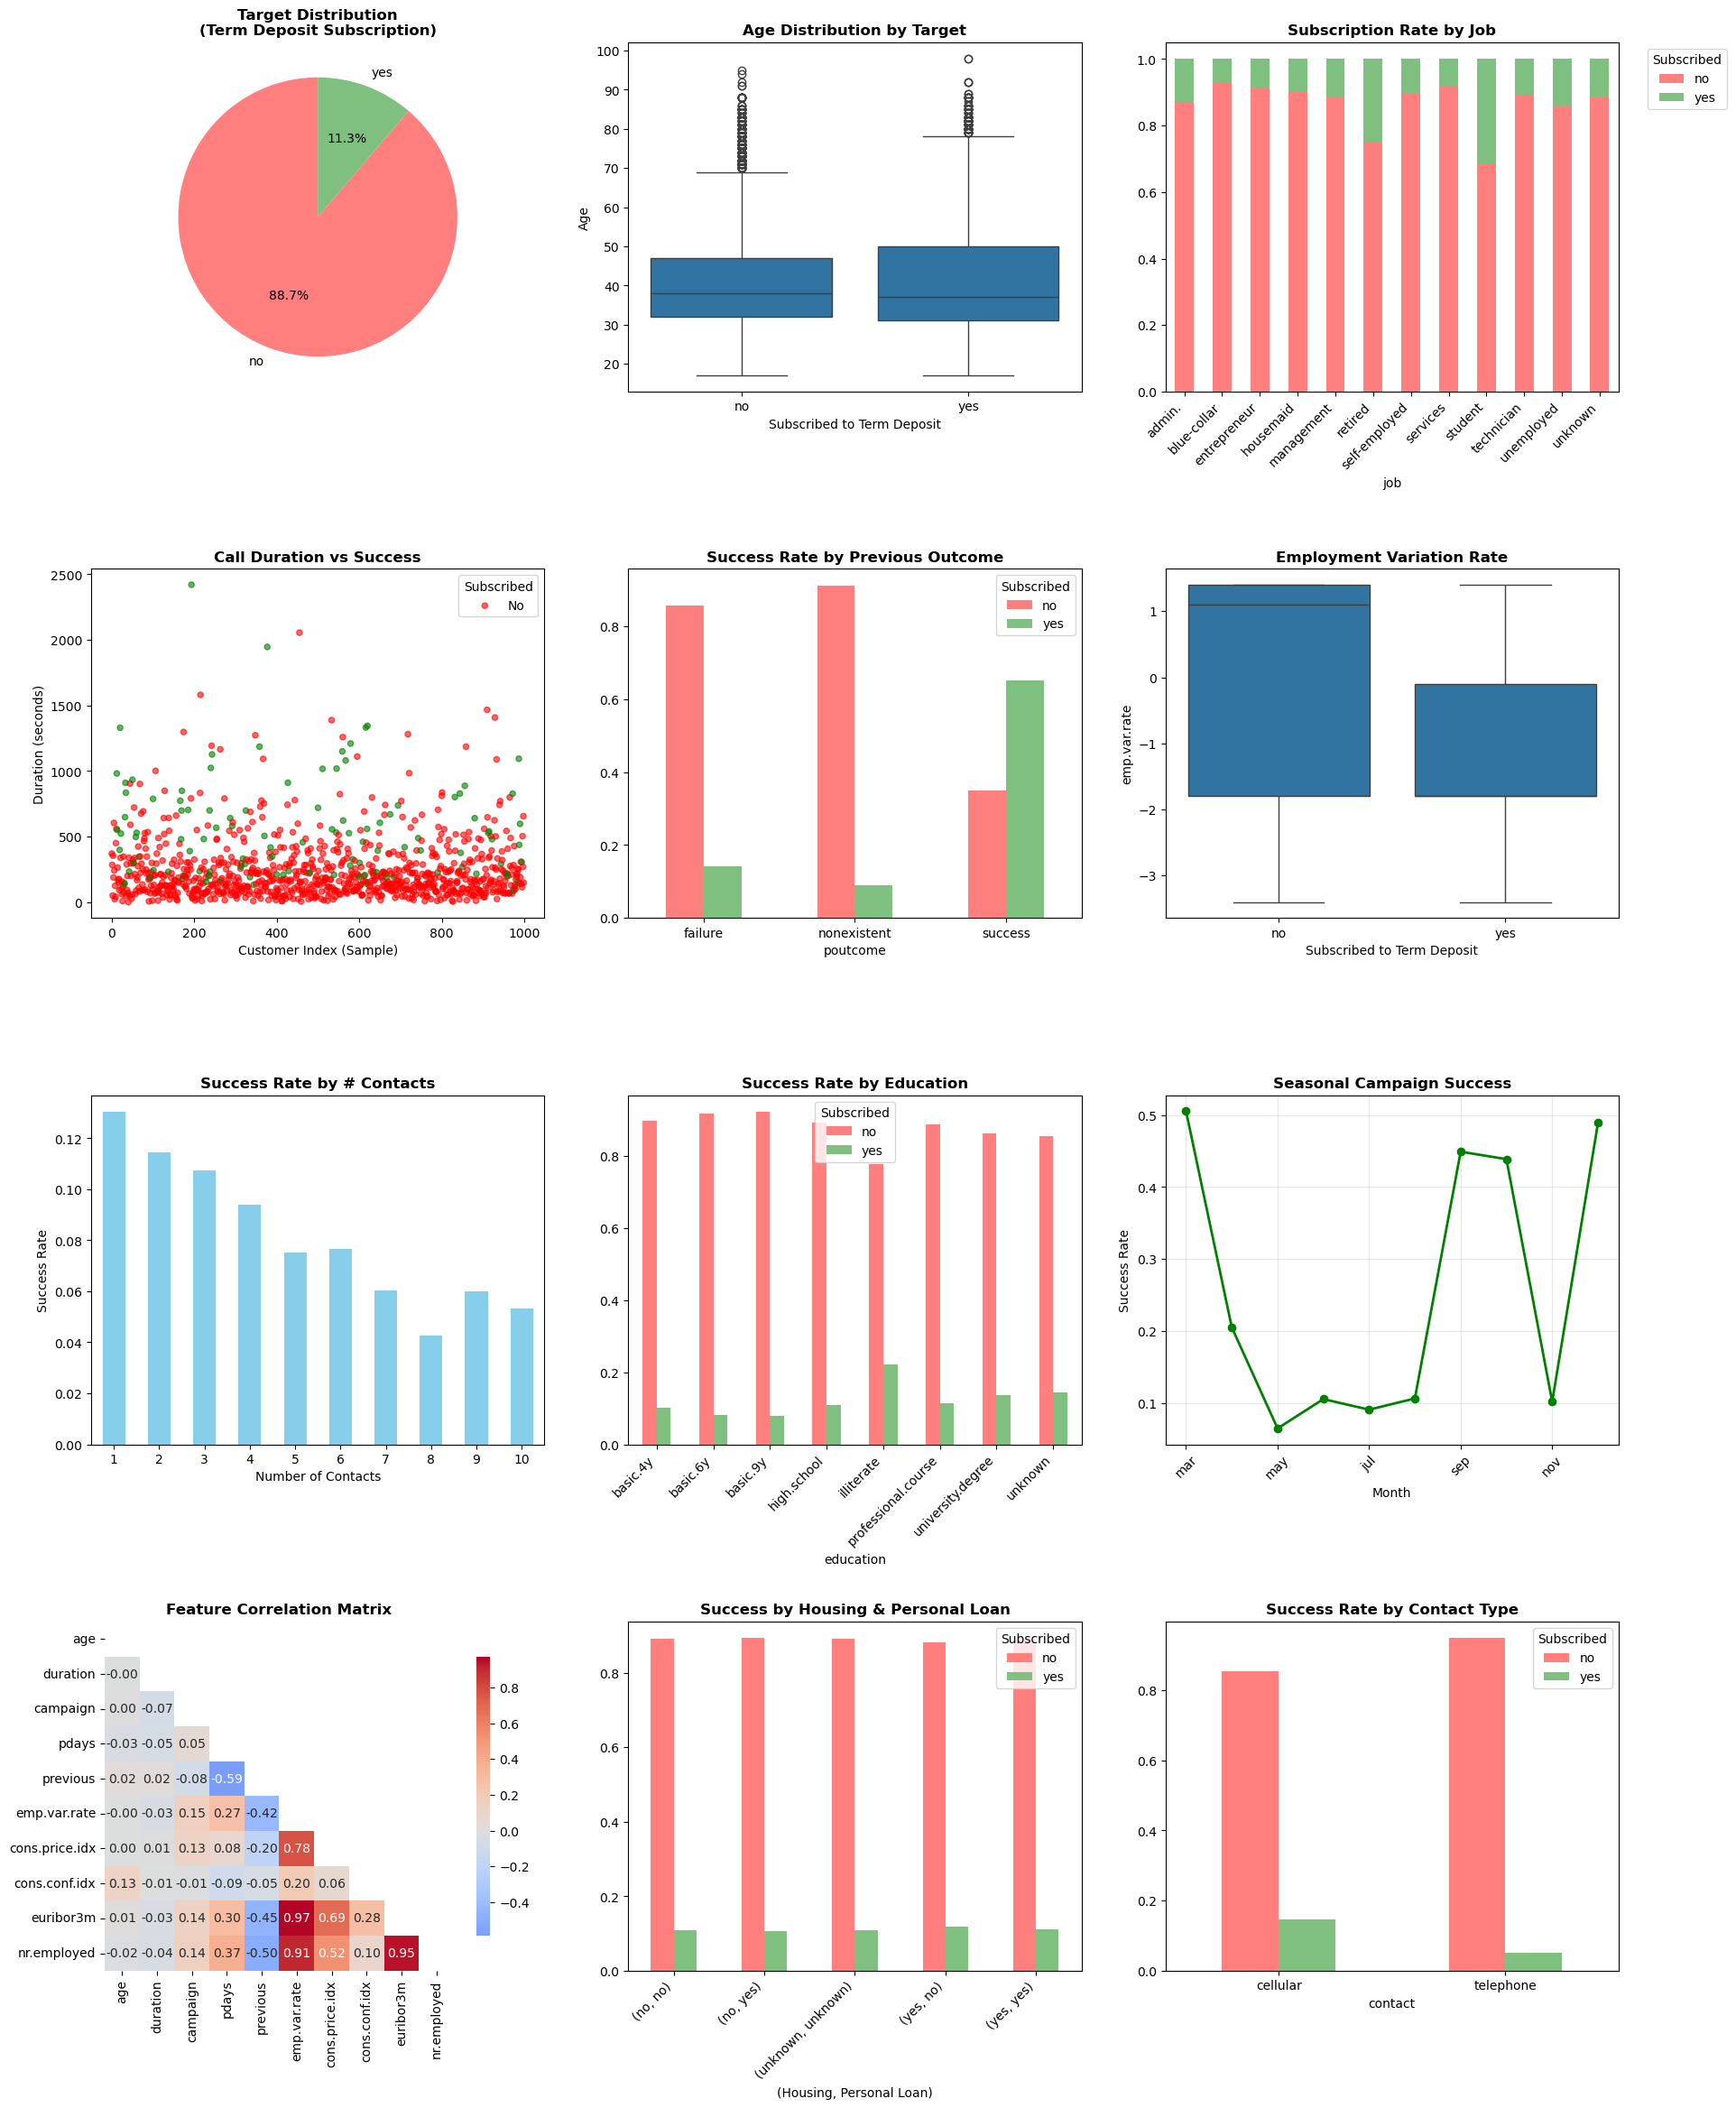 Target Distribution
(Term Deposit Subscription)
yes
11.3%
88.7%
no
Age Distribution by Target
100
90
80
70
60
50
40
30
20
Age
no
yes
Subscribed to Term Deposit
Subscription Rate by Job
1.0
0.8
0.6
0.4
0.2
0.0
admin.
blue-collar
entrepreneur
housemaid
management
retired
self-employed
services
student
technician
unemployed
unknown
job
Subscribed
no
yes
Call Duration vs Success
2500
2000
1500
1000
500
0
Duration (seconds)
Subscribed
No
0
200
400
600
800
1000
Customer Index (Sample)
Success Rate by Previous Outcome
0.8
0.6
0.4
0.2
0.0
Subscribed
no
yes
failure
nonexistent
success
poutcome
Employment Variation Rate
1
0
−1
−2
−3
emp.var.rate
no
yes
Subscribed to Term Deposit
Success Rate by # Contacts
0.12
0.10
0.08
0.06
0.04
0.02
0.00
Success Rate
1
2
3
4
5
6
7
8
9
10
Number of Contacts
Success Rate by Education
0.8
0.6
0.4
0.2
0.0
Subscribed
no
yes
basic.4y
basic.6y
basic.9y
high.school
illiterate
professional.course
university.degree
unknown
education
Seasonal Campaign Success
0.5
0.4
0.3
0.2
0.1
Success Rate
mar
may
jul
sep
nov
Month
Feature Correlation Matrix
age
duration -0.00
campaign 0.00 -0.07
pdays -0.03 -0.05 0.05
previous 0.02 0.02 -0.08 -0.59
emp.var.rate -0.00 -0.03 0.15 0.27 -0.42
cons.price.idx 0.00 0.01 0.13 0.08 -0.20 0.78
cons.conf.idx 0.13 -0.01 -0.01 -0.09 -0.05 0.20 0.06
euribor3m 0.01 -0.03 0.14 0.30 -0.45 0.97 0.69 0.28
nr.employed -0.02 -0.04 0.14 0.37 -0.50 0.91 0.52 0.10 0.95
age
duration
campaign
pdays
previous
emp.var.rate
cons.price.idx
cons.conf.idx
euribor3m
nr.employed
0.8
0.6
0.4
0.2
0.0
−0.2
−0.4
Success by Housing & Personal Loan
0.8
0.6
0.4
0.2
0.0
Subscribed
no
yes
(no, no)
(no, yes)
(unknown, unknown)
(yes, no)
(yes, yes)
(Housing, Personal Loan)
Success Rate by Contact Type
0.8
0.6
0.4
0.2
0.0
Subscribed
no
yes
cellular
telephone
contact